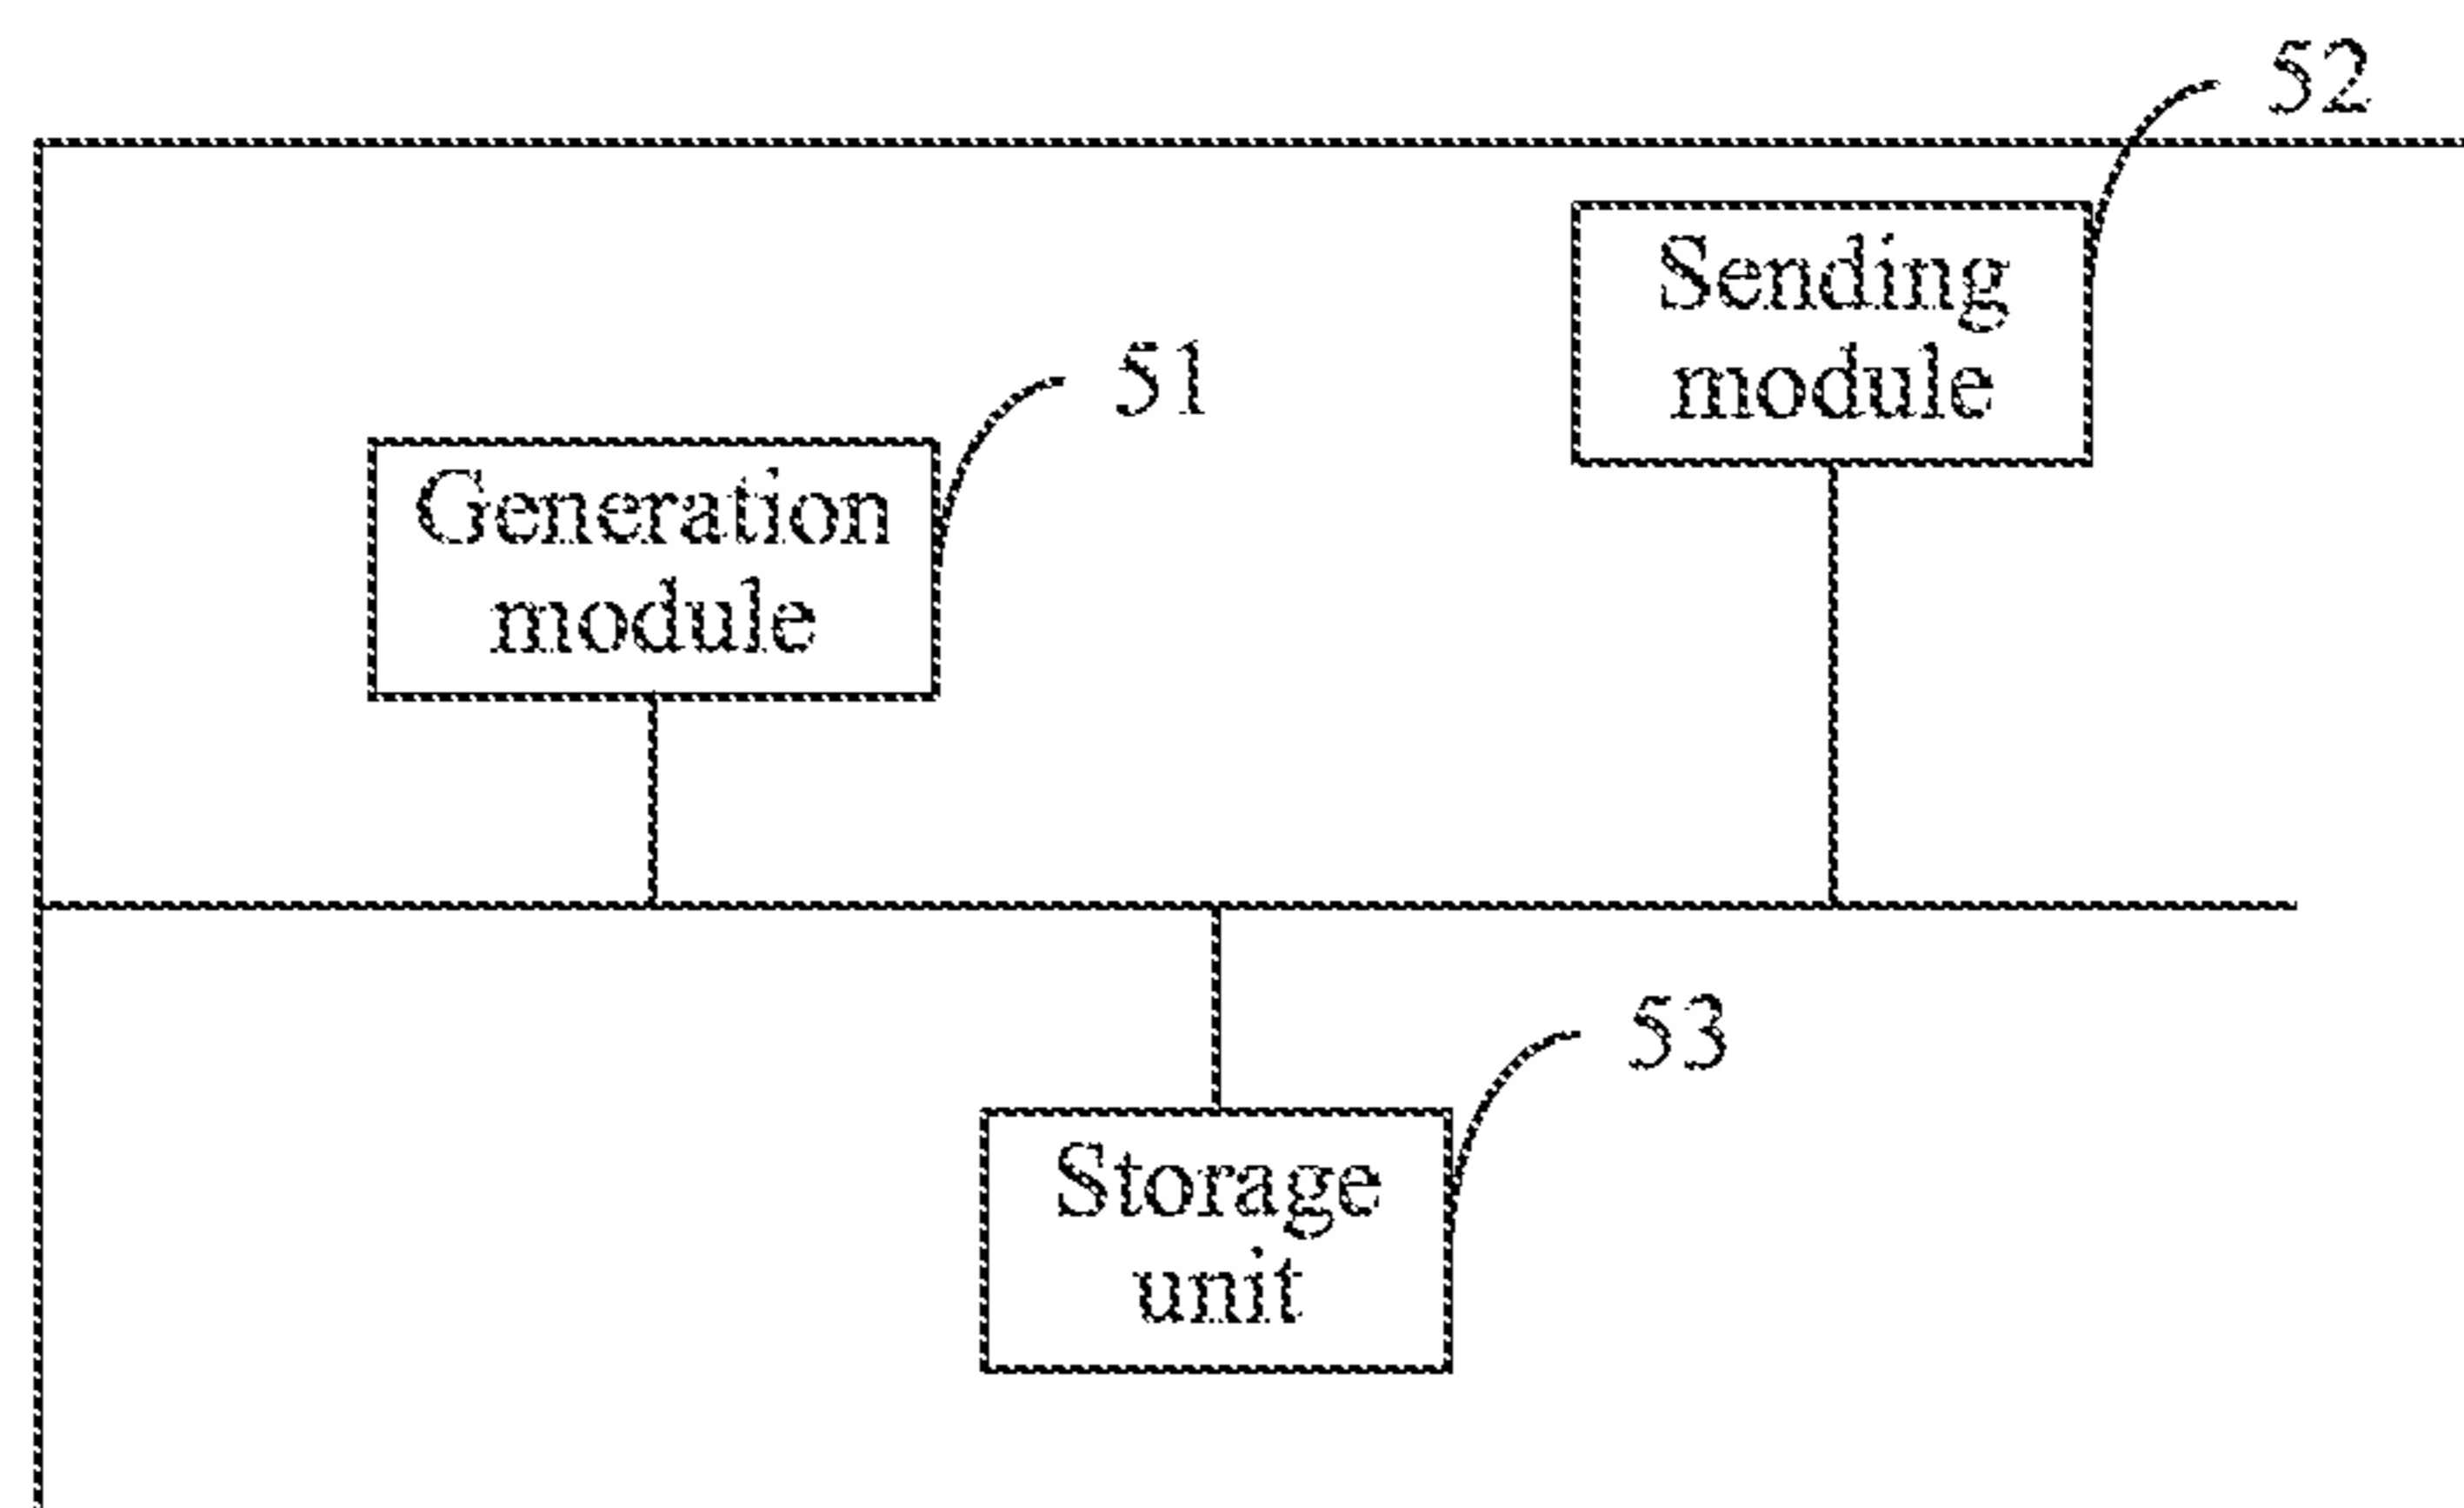 52
Sending
module
51
Generation
module
53
Storage
unit